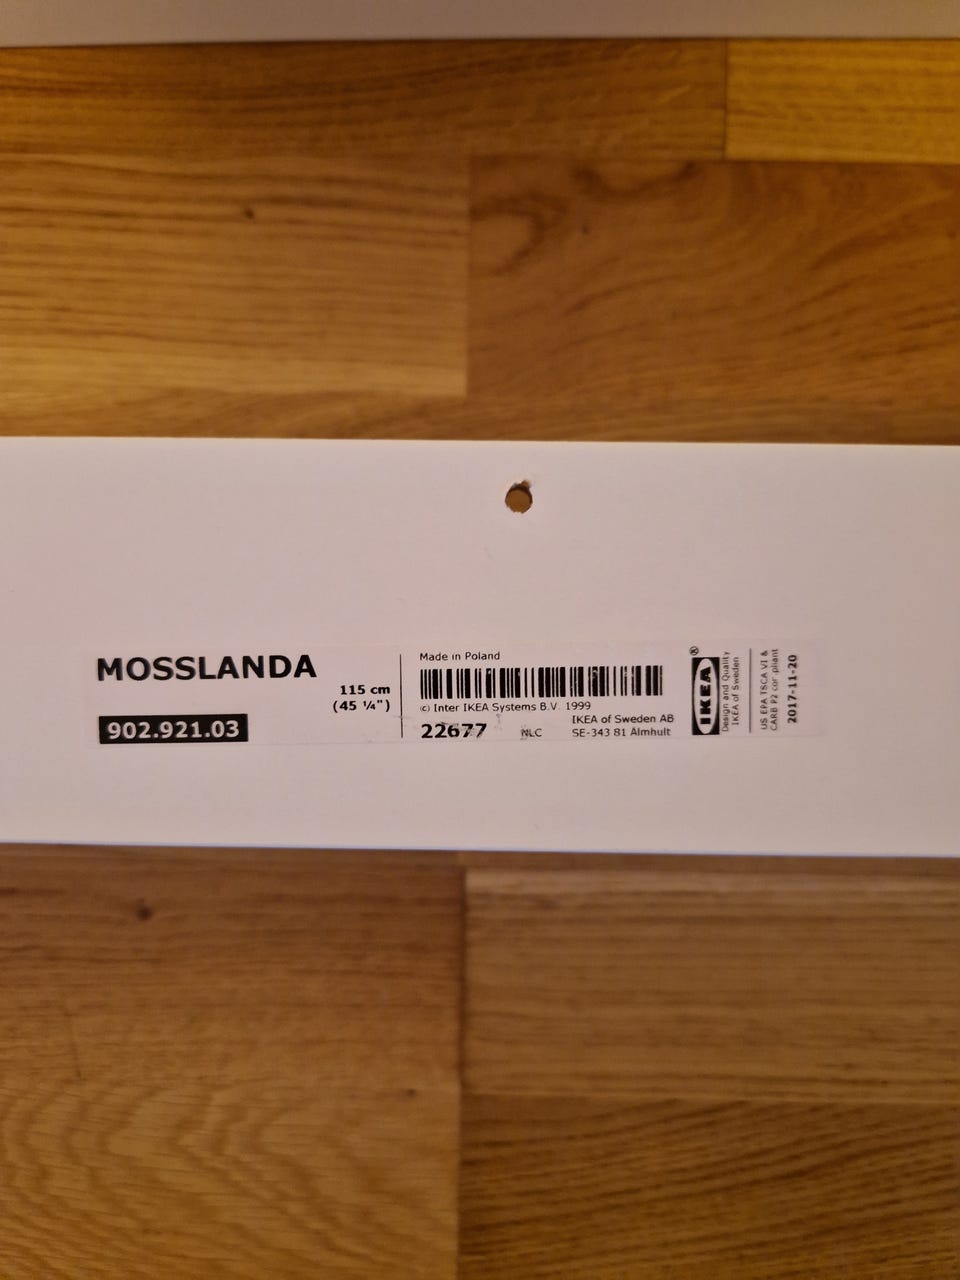 MOSSLANDA
115 cm
(45 ¼")
902.921.03
Made in Poland
(c) Inter IKEA Systems B.V. 1999
22677
NLC
IKEA of Sweden AB
SE-343 81 Älmhult
IKEA®
Design and Quality
IKEA of Sweden
US EPA TSCA VI &
CARB P2 compliant
2017-11-20